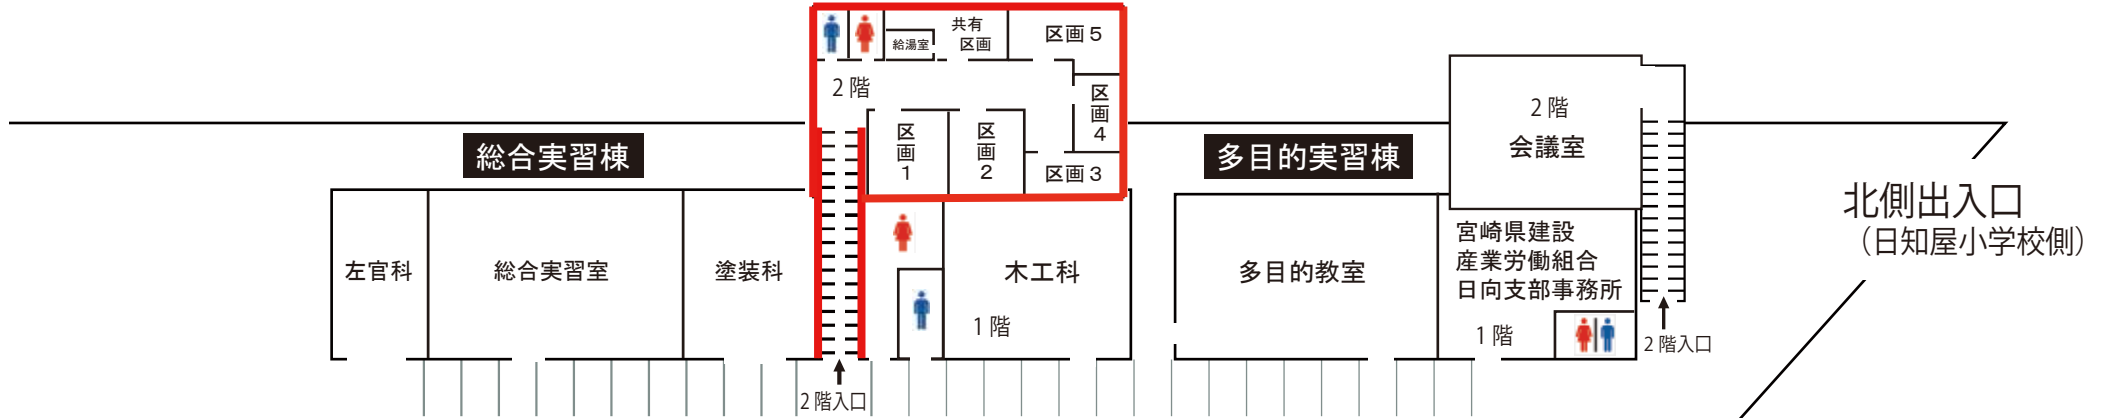 共有
区画
給湯室
区画５
2 階
区画４
区画１
区画２
区画３
総合実習棟
左官科
総合実習室
塗装科
木工科
1 階
2 階入口
多目的実習棟
多目的教室
2 階
会議室
宮崎県建設
産業労働組合
日向支部事務所
1 階
2 階入口
北側出入口
（日知屋小学校側）